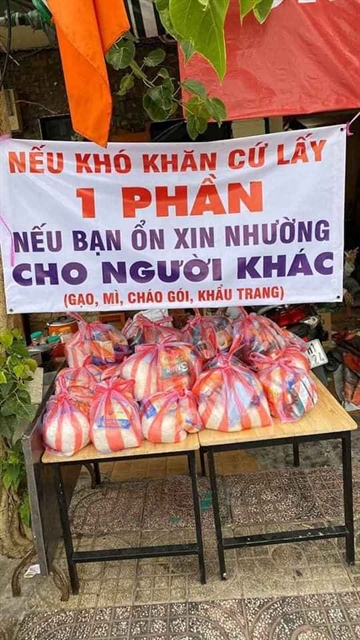 NẾU KHÓ KHĂN CỨ LẤY
1 PHẦN
NẾU BẠN ỔN XIN NHƯỜNG
CHO NGƯỜI KHÁC
(GẠO, MÌ, CHÁO GÓI, KHẨU TRANG)